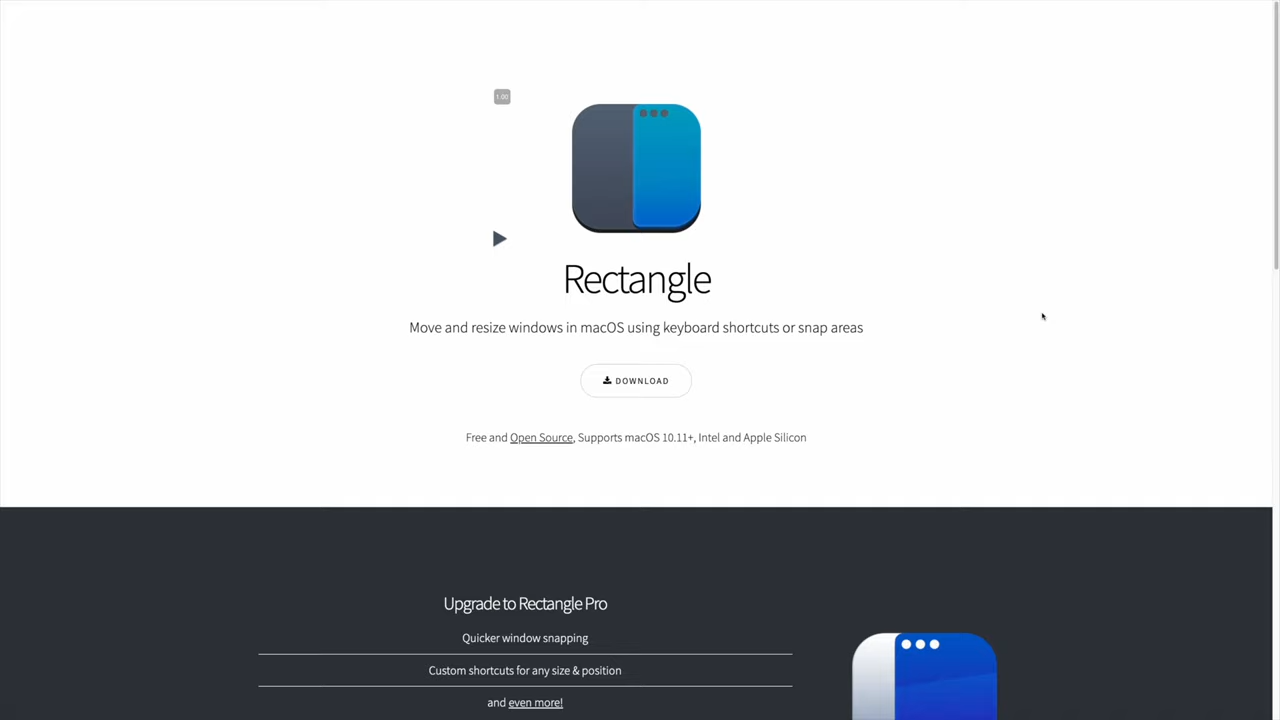 1.00
Rectangle
Move and resize windows in macOS using keyboard shortcuts or snap areas
DOWNLOAD
Free and Open Source, Supports macOS 10.11+, Intel and Apple Silicon
Upgrade to Rectangle Pro
Quicker window snapping
Custom shortcuts for any size & position
and even more!